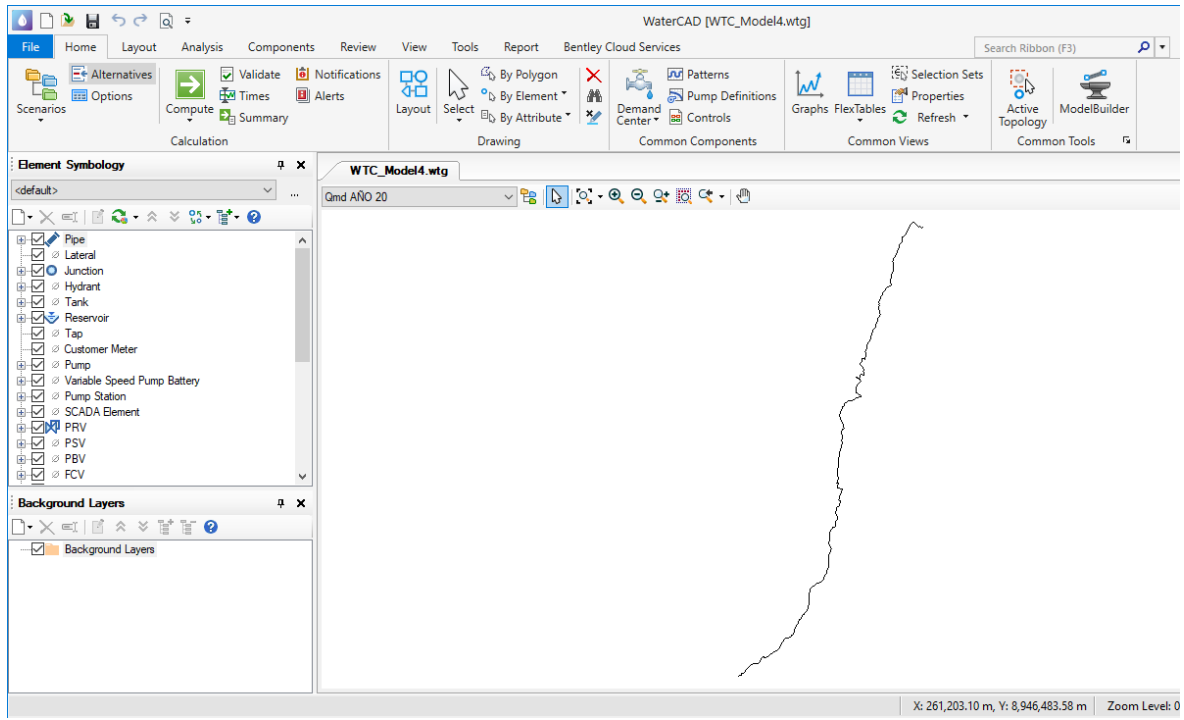 WaterCAD [WTC_Model4.wtg]
File Home Layout Analysis Components Review View Tools Report Bentley Cloud Services Search Ribbon (F3)
Scenarios
Alternatives
Options
Compute
Validate
Times
Summary
Notifications
Alerts
Calculation
Layout
Select
By Polygon
By Element
By Attribute
Drawing
Demand Center
Patterns
Pump Definitions
Controls
Common Components
Graphs
FlexTables
Selection Sets
Properties
Refresh
Common Views
Active Topology
ModelBuilder
Common Tools
Element Symbology
<default>
...
Pipe
Lateral
Junction
Hydrant
Tank
Reservoir
Tap
Customer Meter
Pump
Variable Speed Pump Battery
Pump Station
SCADA Element
PRV
PSV
PBV
FCV
Background Layers
Background Layers
WTC_Model4.wtg
Qmd AÑO 20
X: 261,203.10 m, Y: 8,946,483.58 m Zoom Level: 0